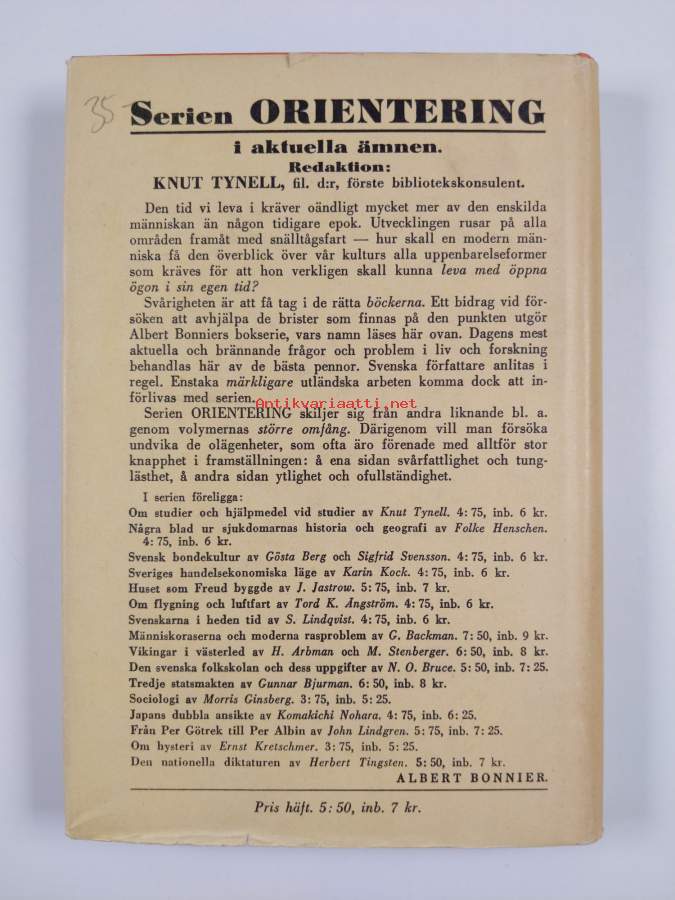 35-
Serien ORIENTERING
i aktuella ämnen.
Redaktion:
KNUT TYNELL, fil. d:r, förste bibliotekskonsulent.
Den tid vi leva i kräver oändligt mycket mer av den enskilda
människan än någon tidigare epok. Utvecklingen rusar på alla
områden framåt med snälltågsfart — hur skall en modern män-
niska få den överblick över vår kulturs alla uppenbarelseformer
som kräves för att hon verkligen skall kunna leva med öppna
ögon i sin egen tid?
Svårigheten är att få tag i de rätta böckerna. Ett bidrag vid för-
söken att avhjälpa de brister som finnas på den punkten utgör
Albert Bonniers bokserie, vars namn läses här ovan. Dagens mest
aktuella och brännande frågor och problem i liv och forskning
behandlas här av de bästa pennor. Svenska författare anlitas i
regel. Enstaka märkligare utländska arbeten komma dock att in-
förlivas med serien.
Antikvariaatti.net
Serien ORIENTERING skiljer sig från andra liknande bl. a.
genom volymernas större omfång. Därigenom vill man försöka
undvika de olägenheter, som ofta äro förenade med alltför stor
knapphet i framställningen: å ena sidan svårfattlighet och tung-
lästhet, å andra sidan ytlighet och ofullständighet.
I serien föreligga:
Om studier och hjälpmedel vid studier av Knut Tynell. 4:75, inb. 6 kr.
Några blad ur sjukdomarnas historia och geografi av Folke Henschen.
4:75, inb. 6 kr.
Svensk bondekultur av Gösta Berg och Sigfrid Svensson. 4:75, inb. 6 kr.
Sveriges handelsekonomiska läge av Karin Kock. 4:75, inb. 6 kr.
Huset som Freud byggde av J. Jastrow. 5:75, inb. 7 kr.
Om flygning och luftfart av Tord K. Ångström. 4:75, inb. 6 kr.
Svenskarna i heden tid av S. Lindqvist. 4:75, inb. 6 kr.
Människoraserna och moderna rasproblem av G. Backman. 7:50, inb. 9 kr.
Vikingar i västerled av H. Arbman och M. Stenberger. 6:50, inb. 8 kr.
Den svenska folkskolan och dess uppgifter av N. O. Bruce. 5:50, inb. 7:25.
Tredje statsmakten av Gunnar Bjurman. 6:50, inb. 8 kr.
Sociologi av Morris Ginsberg. 3:75, inb. 5:25.
Japans dubbla ansikte av Komakichi Nohara. 4:75, inb. 6:25.
Från Per Götrek till Per Albin av John Lindgren. 5:75, inb. 7:25.
Om hysteri av Ernst Kretschmer. 3:75, inb. 5:25.
Den nationella diktaturen av Herbert Tingsten. 5:50, inb. 7 kr.
ALBERT BONNIER.
Pris häft. 5:50, inb. 7 kr.